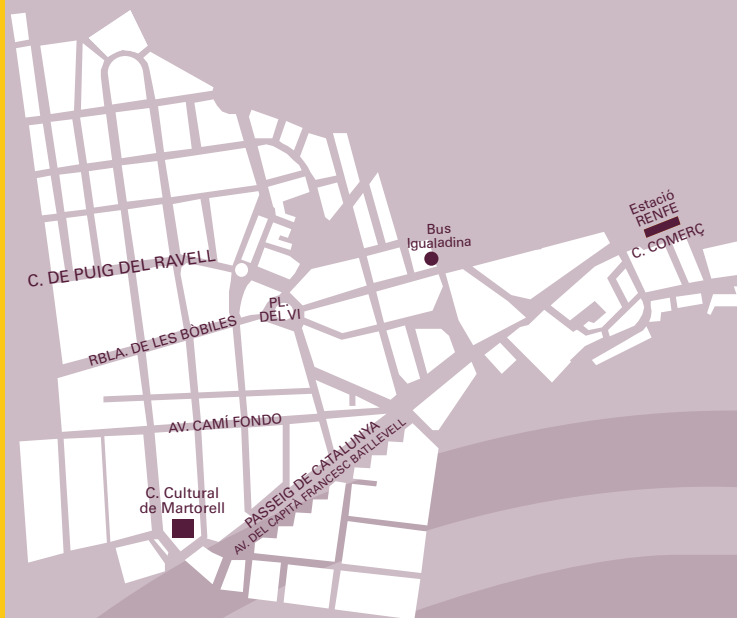 Estació
RENFE
C. COMERÇ
Bus
Igualadina
C. DE PUIG DEL RAVELL
PL.
DEL VI
RBLA. DE LES BÒBILES
AV. CAMÍ FONDO
PASSEIG DE CATALUNYA
AV. DEL CAPITÀ FRANCESC BATLLEVELL
C. Cultural
de Martorell